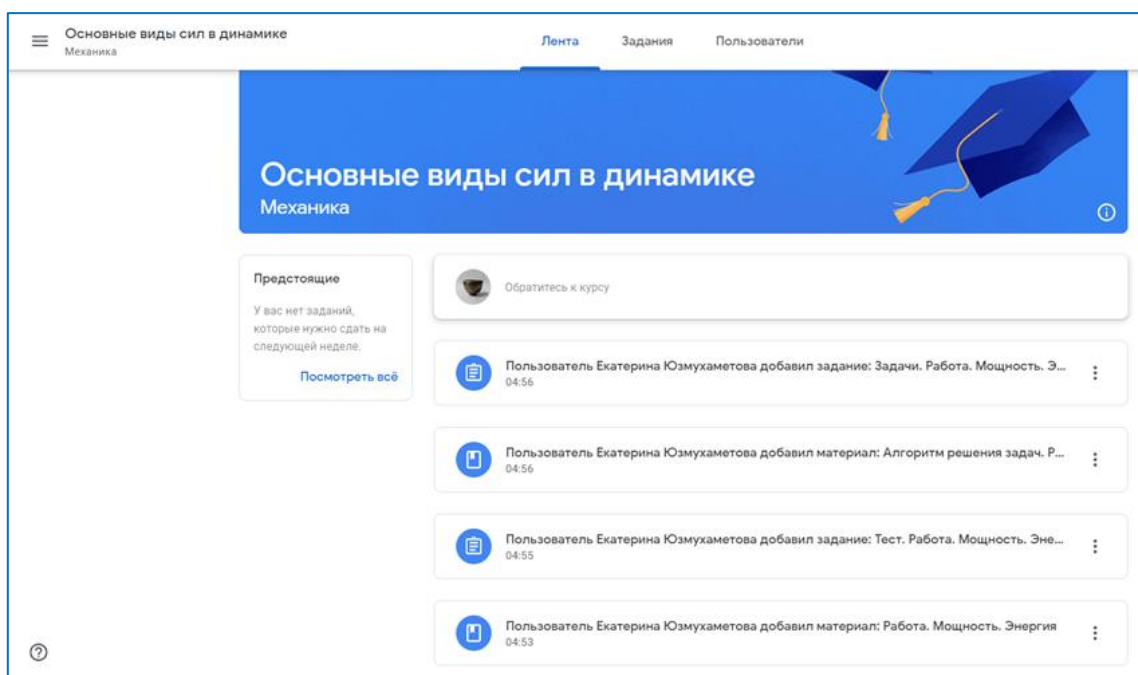 Основные виды сил в динамике
Механика
Лента
Задания
Пользователи
Основные виды сил в динамике
Механика
Предстоящие
У вас нет заданий,
которые нужно сдать на
следующей неделе.
Посмотреть всё
Обратитесь к курсу
Пользователь Екатерина Юзмухаметова добавил задание: Задачи. Работа. Мощность. Э...
04:56
Пользователь Екатерина Юзмухаметова добавил материал: Алгоритм решения задач. Р...
04:56
Пользователь Екатерина Юзмухаметова добавил задание: Тест. Работа. Мощность. Эне...
04:55
Пользователь Екатерина Юзмухаметова добавил материал: Работа. Мощность. Энергия
04:53